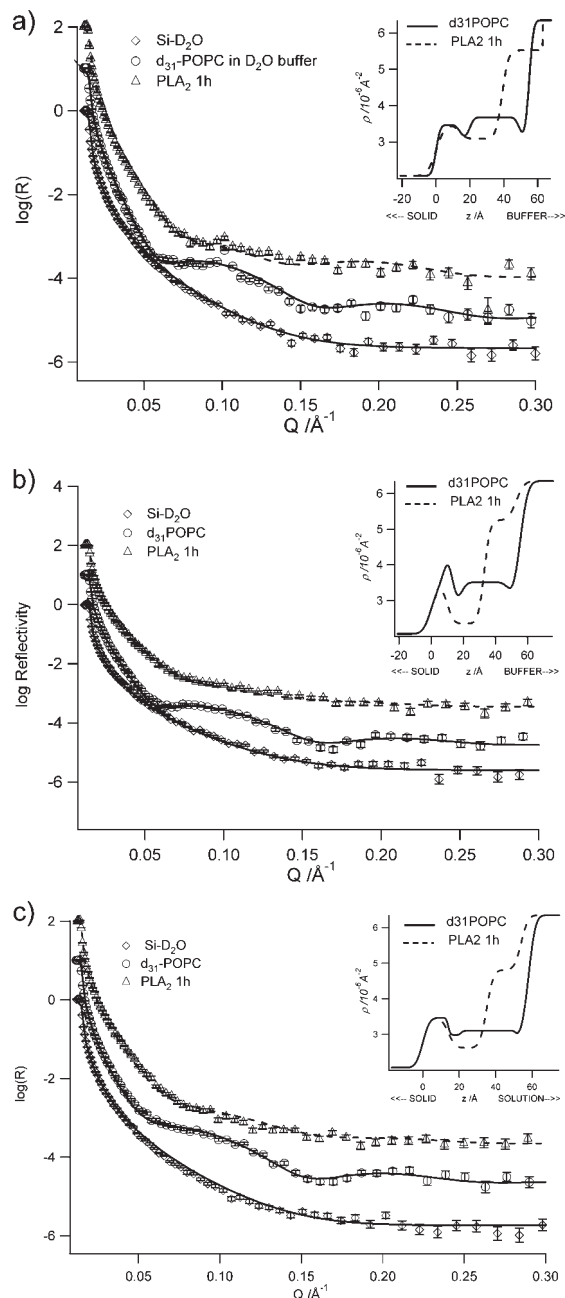 a)
Si-D₂O
d₃₁-POPC in D₂O buffer
PLA₂ 1h
log(R)
2
0
-2
-4
-6
0.05 0.10 0.15 0.20 0.25 0.30
Q /Å⁻¹
d31POPC
PLA2 1h
ρ /10⁻⁶A⁻²
6
5
4
3
-20 0 20 40 60
<<-- SOLID z /Å BUFFER-->>
b)
Si-D₂O
d₃₁POPC
PLA₂ 1h
log Reflectivity
4
2
0
-2
-4
-6
0.05 0.10 0.15 0.20 0.25 0.30
Q /Å⁻¹
d31POPC
PLA2 1h
ρ /10⁻⁶A⁻²
6
5
4
3
-20 0 20 40 60
<<-- SOLID z /Å BUFFER-->>
c)
Si-D₂O
d₃₁-POPC
PLA₂ 1h
log(R)
2
0
-2
-4
-6
0.05 0.10 0.15 0.20 0.25 0.30
Q /Å⁻¹
d31POPC
PLA2 1h
ρ /10⁻⁶A⁻²
6
5
4
3
0 20 40 60
<<-- SOLID z /Å SOLUTION-->>